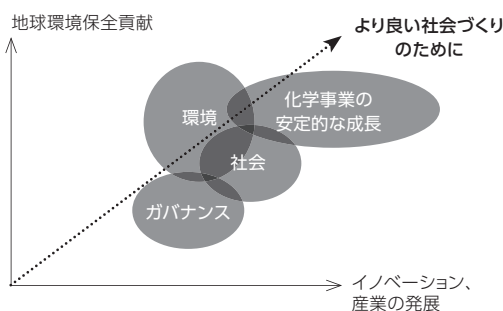 地球環境保全貢献
より良い社会づくり
のために
環境
化学事業の
安定的な成長
社会
ガバナンス
イノベーション、
産業の発展